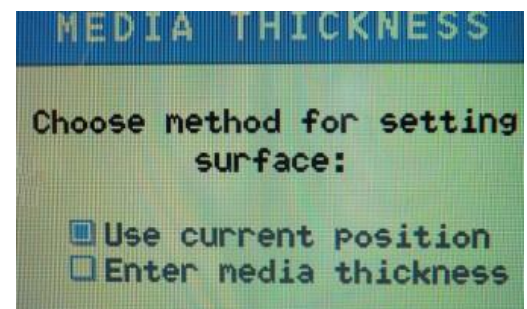 MEDIA THICKNESS
Choose method for setting
surface:
Use current position
Enter media thickness